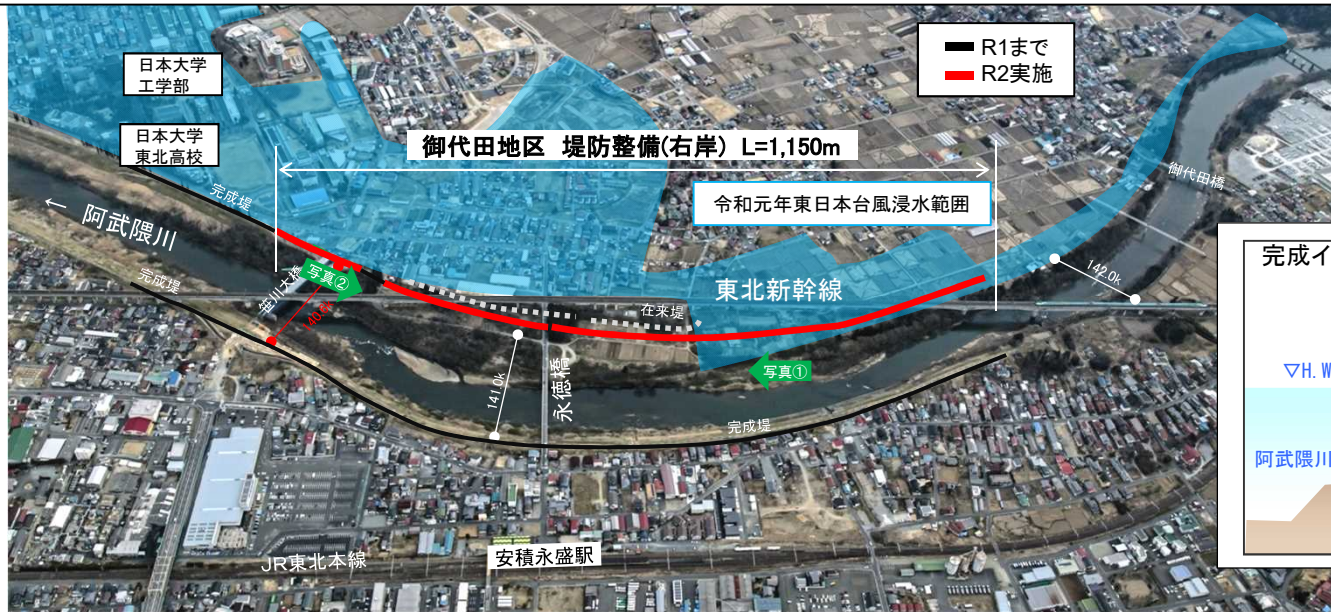 日本大学
工学部
日本大学
東北高校
R1まで
R2実施
御代田地区 堤防整備(右岸) L=1,150m
令和元年東日本台風浸水範囲
御代田橋
完成堤
← 阿武隈川
完成堤
笹川大橋
写真②
140.6k
東北新幹線
在来堤
142.0k
141.0k
永徳橋
写真①
完成堤
JR東北本線
安積永盛駅
完成イ
▽H.W
阿武隈川